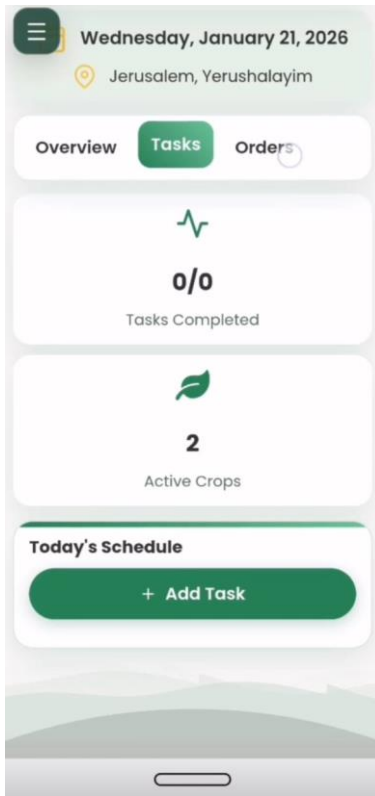 Wednesday, January 21, 2026
Jerusalem, Yerushalayim
Overview Tasks Orders
0/0
Tasks Completed
2
Active Crops
Today's Schedule
+ Add Task